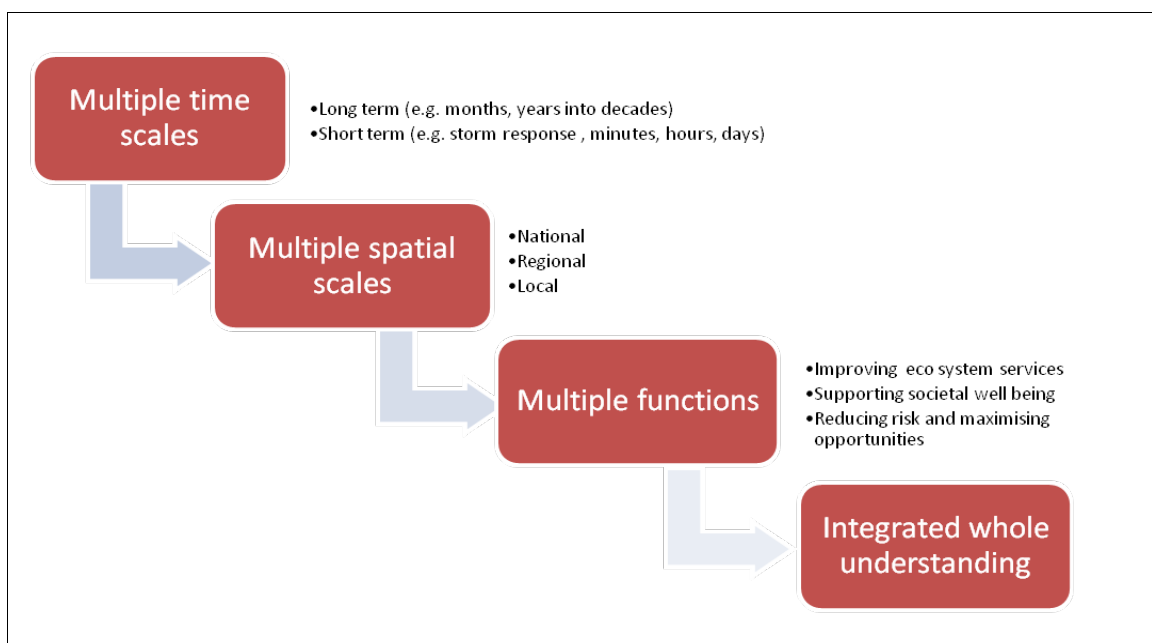 Multiple time
scales
•Long term (e.g. months, years into decades)
•Short term (e.g. storm response , minutes, hours, days)
Multiple spatial
scales
•National
•Regional
•Local
Multiple functions
•Improving eco system services
•Supporting societal well being
•Reducing risk and maximising
opportunities
Integrated whole
understanding